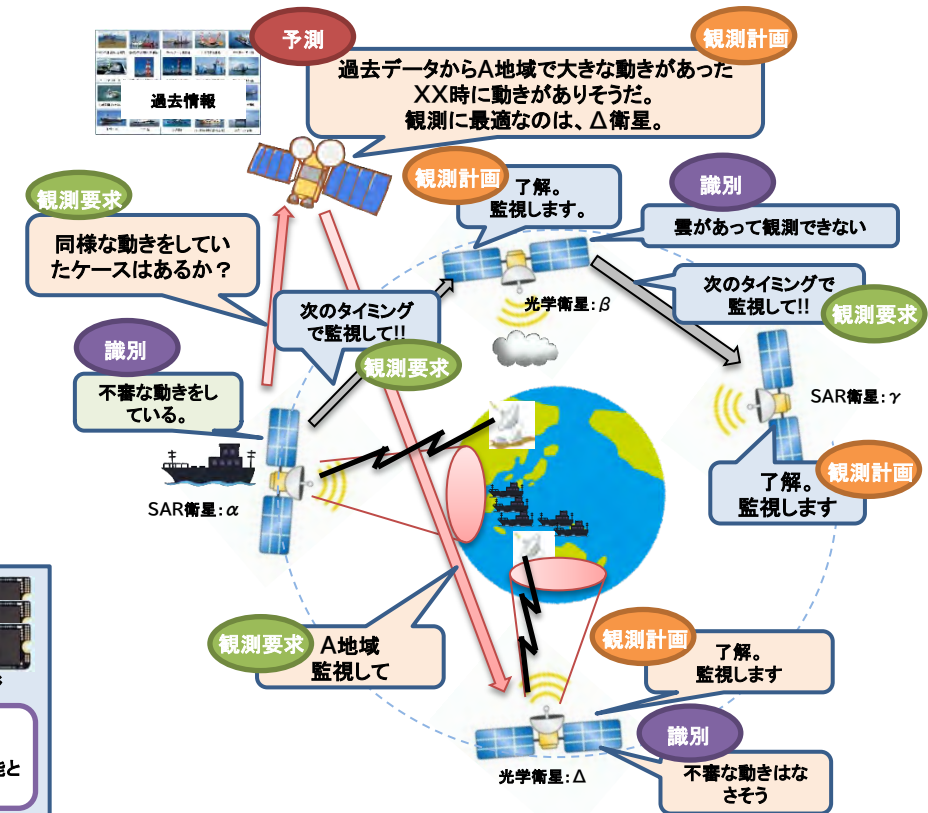 予測
観測計画
過去情報
過去データからA地域で大きな動きがあった
XX時に動きがありそうだ。
観測に最適なのは、Δ衛星。
観測計画
了解。
監視します。
識別
雲があって観測できない
観測要求
同様な動きをしてい
たケースはあるか？
次のタイミング
で監視して!!
観測要求
光学衛星：β
次のタイミングで
監視して!!
観測要求
識別
不審な動きをし
ている。
SAR衛星：α
SAR衛星：γ
了解。
監視します
観測計画
観測要求
A地域
監視して
観測計画
了解。
監視します
識別
不審な動きはな
さそう
光学衛星：Δ
能と